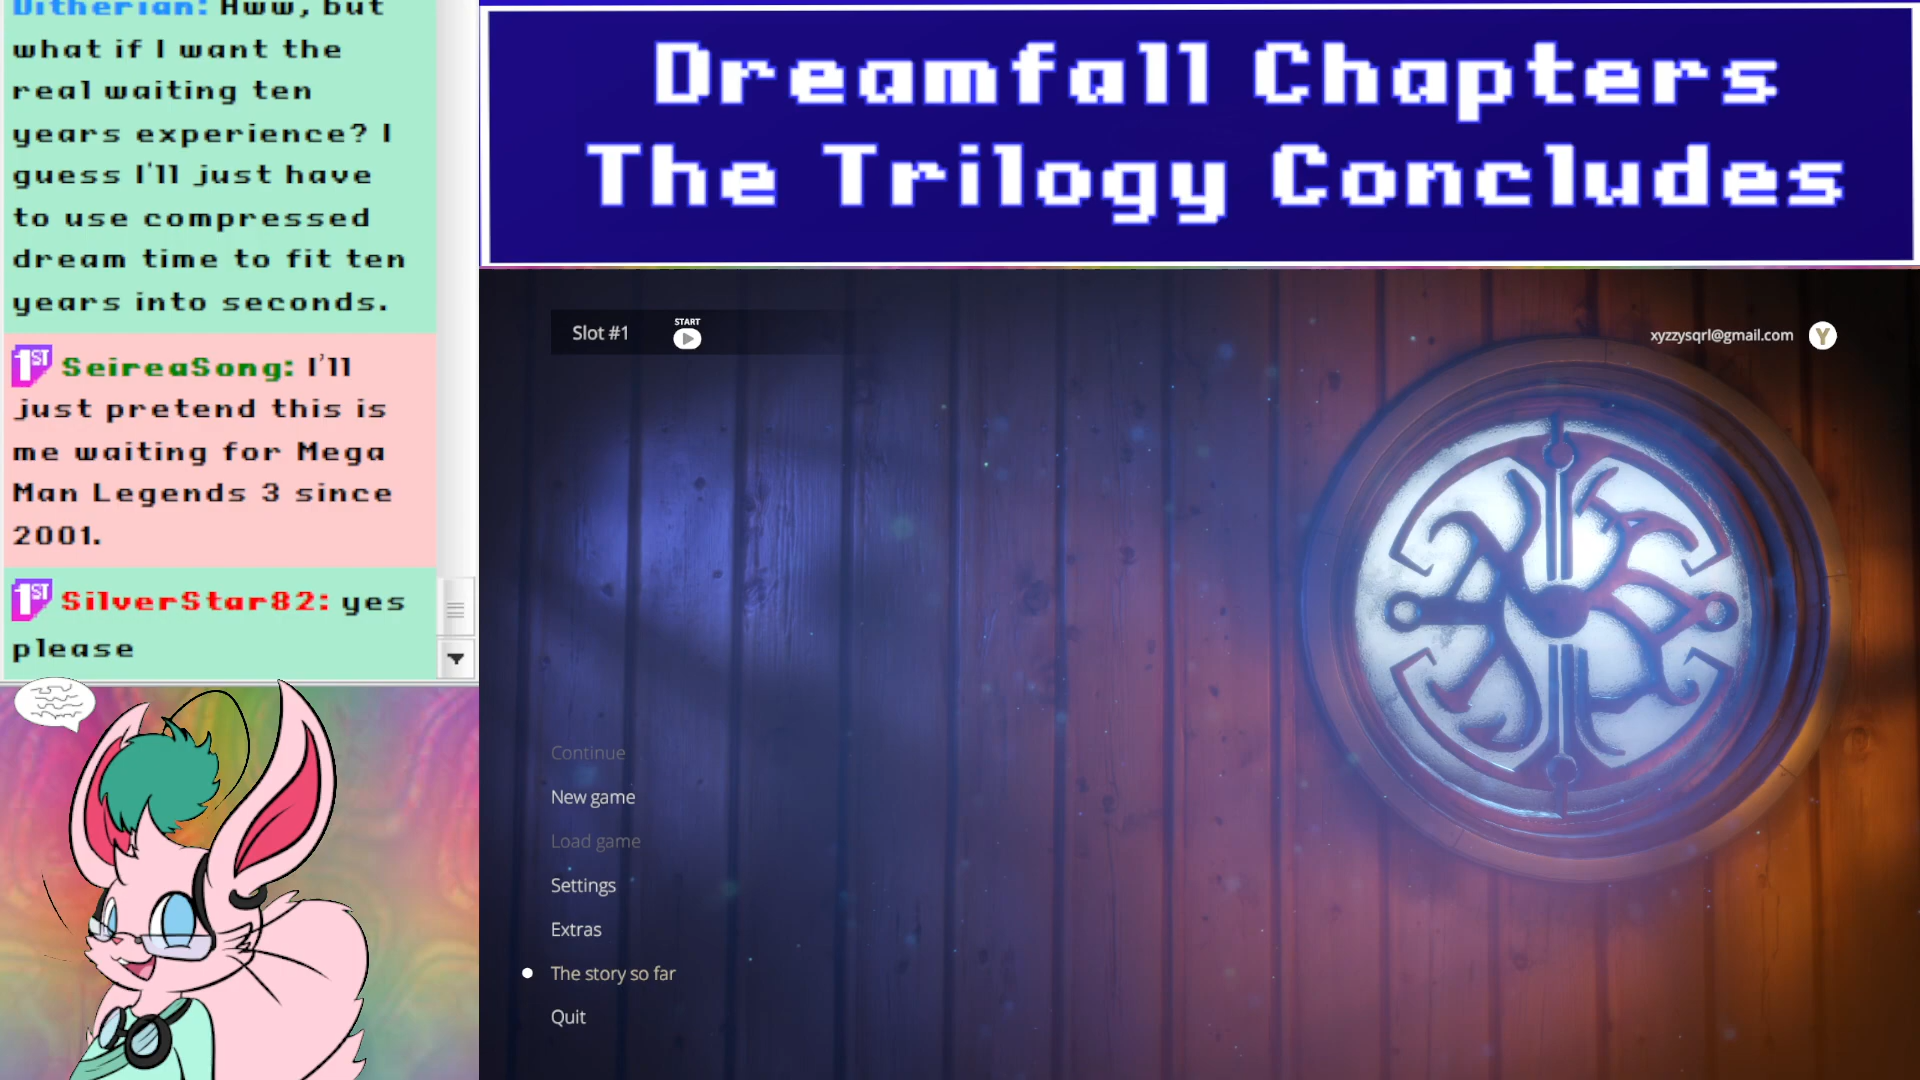 Ditherian: Aww, but
what if I want the
real waiting ten
years experience? I
guess I'll just have
to use compressed
dream time to fit ten
years into seconds.
1ST SeireaSong: I'll
just pretend this is
me waiting for Mega
Man Legends 3 since
2001.
1ST SilverStar82: yes
please
Dreamfall Chapters
The Trilogy Concludes
Slot #1 START
xyzzysqrl@gmail.com Y
Continue
New game
Load game
Settings
Extras
The story so far
Quit